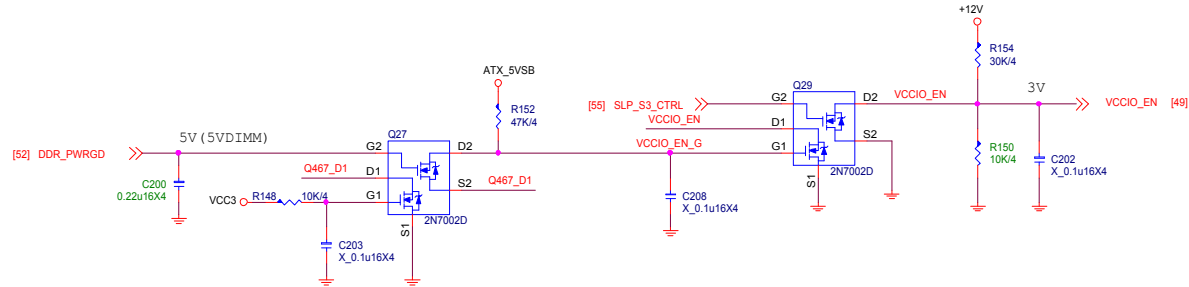 +12V
R154
30K/4
ATX_5VSB
Q29
3V
[55] SLP_S3_CTRL
G2
D2
VCCIO_EN
VCCIO_EN [49]
R152
47K/4
VCCIO_EN
D1
S2
5V(5VDIMM)
Q27
[52] DDR_PWRGD
G2
D2
VCCIO_EN_G
G1
R150
10K/4
C202
X_0.1u16X4
2N7002D
S1
C200
0.22u16X4
Q467_D1
D1
S2
Q467_D1
R148
10K/4
VCC3
G1
C208
X_0.1u16X4
2N7002D
S1
C203
X_0.1u16X4